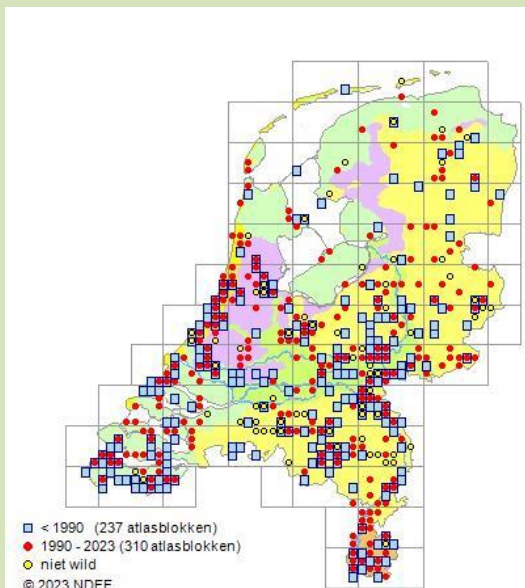 < 1990 (237 atlasblokken)
1990 - 2023 (310 atlasblokken)
niet wild
© 2023 NDFF